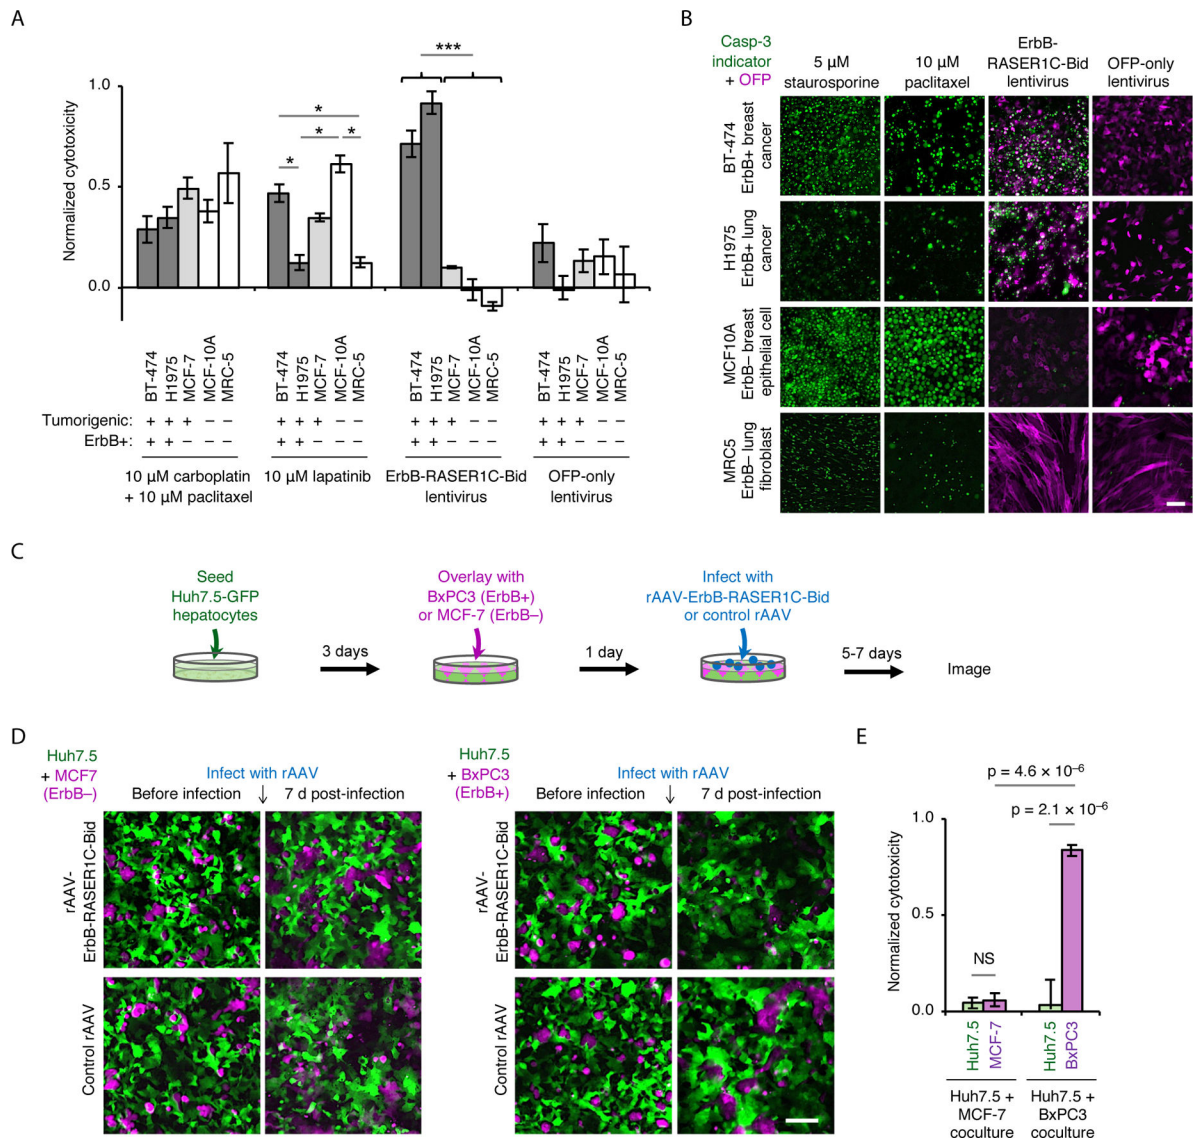 A
Normalized cytotoxicity
1.0
0.5
0.0
***
*
*
*
*
BT-474
H1975
MCF-7
MCF-10A
MRC-5
BT-474
H1975
MCF-7
MCF-10A
MRC-5
BT-474
H1975
MCF-7
MCF-10A
MRC-5
BT-474
H1975
MCF-7
MCF-10A
MRC-5
Tumorigenic: + + + – – + + + – – + + + – – + + + – –
ErbB+: + + – – – + + – – – + + – – – + + – – –
10 µM carboplatin
+ 10 µM paclitaxel
10 µM lapatinib
ErbB-RASER1C-Bid
lentivirus
OFP-only
lentivirus
B
Casp-3
indicator
+ OFP
5 µM
staurosporine
10 µM
paclitaxel
ErbB-
RASER1C-Bid
lentivirus
OFP-only
lentivirus
BT-474
ErbB+ breast
cancer
H1975
ErbB+ lung
cancer
MCF10A
ErbB– breast
epithelial cell
MRC5
ErbB– lung
fibroblast
C
Seed
Huh7.5-GFP
hepatocytes
3 days
Overlay with
BxPC3 (ErbB+)
or MCF-7 (ErbB–)
1 day
Infect with
rAAV-ErbB-RASER1C-Bid
or control rAAV
5-7 days
Image
D
Huh7.5
+ MCF7
(ErbB–)
Infect with rAAV
Before infection
7 d post-infection
rAAV-
ErbB-RASER1C-Bid
Control rAAV
Huh7.5
+ BxPC3
(ErbB+)
Infect with rAAV
Before infection
7 d post-infection
rAAV-
ErbB-RASER1C-Bid
Control rAAV
E
p = 4.6 × 10⁻⁶
p = 2.1 × 10⁻⁶
Normalized cytotoxicity
1.0
0.5
0.0
NS
Huh7.5
MCF-7
Huh7.5
BxPC3
Huh7.5 +
MCF-7
coculture
Huh7.5 +
BxPC3
coculture